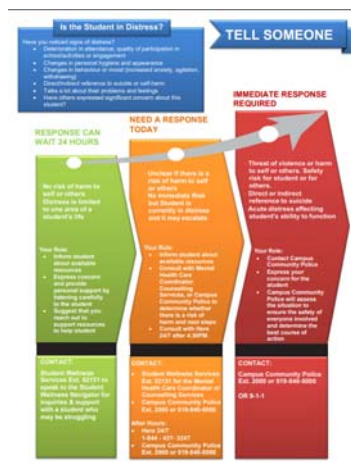 Is the Student in Distress?
Have you noticed signs of distress?
• Deterioration in attendance, quality of participation in
school/activities or engagement
• Changes in personal hygiene and appearance
• Changes in behaviour or mood (increased anxiety, agitation,
withdrawing)
• Direct/indirect reference to suicide or self-harm
• Talks a lot about their problems and feelings
• Have others expressed significant concern about this
student?
TELL SOMEONE
RESPONSE CAN
WAIT 24 HOURS
No risk of harm to
self or others
Distress is limited to
one area of a
student's life
Your Role:
• Inform student
about available
resources
• Express concern
and provide
personal support by
listening carefully
to the student
• Suggest that you
reach out to
support resources
to help student
CONTACT:
Student Wellness
Services Ext. 52131 to
speak to the Student
Wellness Navigator for
inquiries & support
with a student who
may be struggling
NEED A RESPONSE
TODAY
Unclear if there is a
risk of harm to self
or others
No immediate risk
but Student is
currently in distress
and it may escalate
Your Role:
• Inform student about
available resources
• Consult with Mental
Health Care
Coordinator
Counselling
Services, or Campus
Community Police to
determine whether
there is a risk of
harm and next steps
• Consult with Here
24/7 after 4:30PM.
CONTACT:
• Student Wellness Services
Ext. 52131 for the Mental
Health Care Coordinator or
Counselling Services
• Campus Community Police
Ext. 2000 or 519-840-5000
After Hours:
• Here 24/7
1-844 - 437- 3247
• Campus Community Police
IMMEDIATE RESPONSE
REQUIRED
Threat of violence or harm
to self or others. Safety
risk for student or for
others.
Direct or Indirect
reference to suicide
Acute distress affecting
student's ability to function
Your Role:
• Contact Campus
Community Police
• Express your
concern for the
student
• Campus Community
Police will assess
the situation to
ensure the safety of
everyone involved
and determine the
best course of
action
CONTACT:
Campus Community Police
Ext. 2000 or 519-840-5000
OR 9-1-1